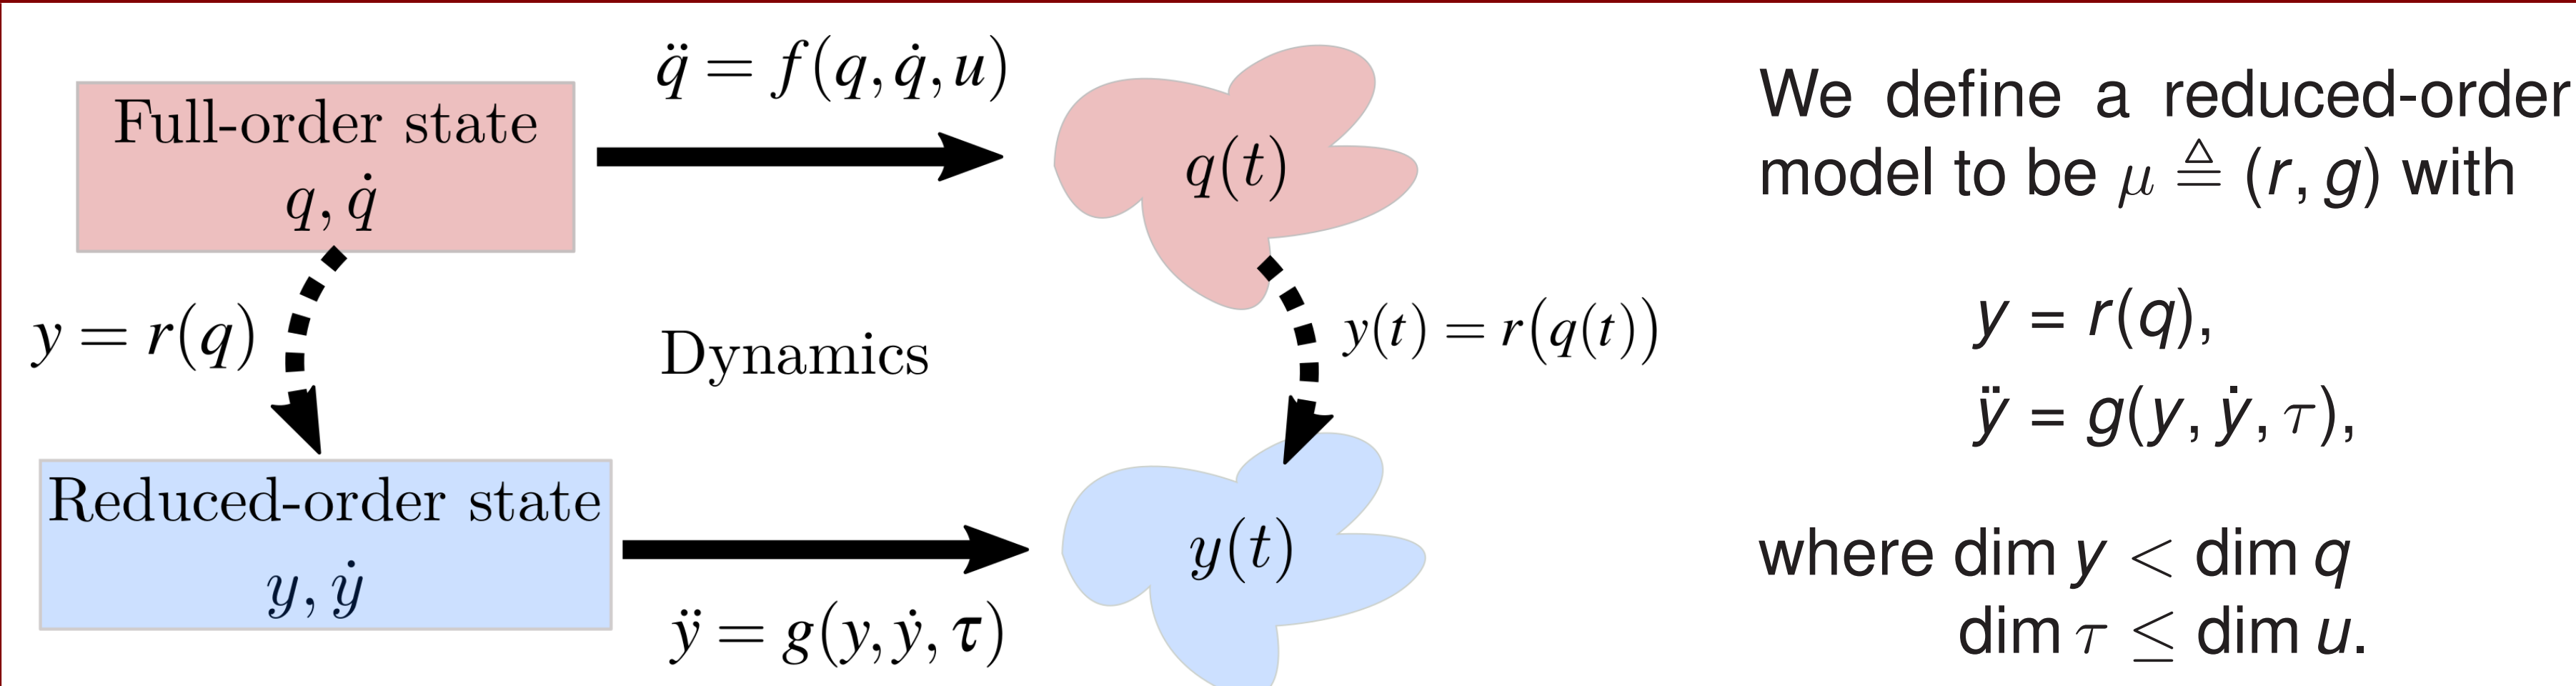 q̈ = f(q, q̇, u)
Full-order state
q, q̇
q(t)
y = r(q)
Dynamics
y(t) = r(q(t))
Reduced-order state
y, ẏ
y(t)
ÿ = g(y, ẏ, τ)
We define a reduced-order
model to be μ ≜ (r, g) with
y = r(q),
ÿ = g(y, ẏ, τ),
where dim y < dim q
dim τ ≤ dim u.